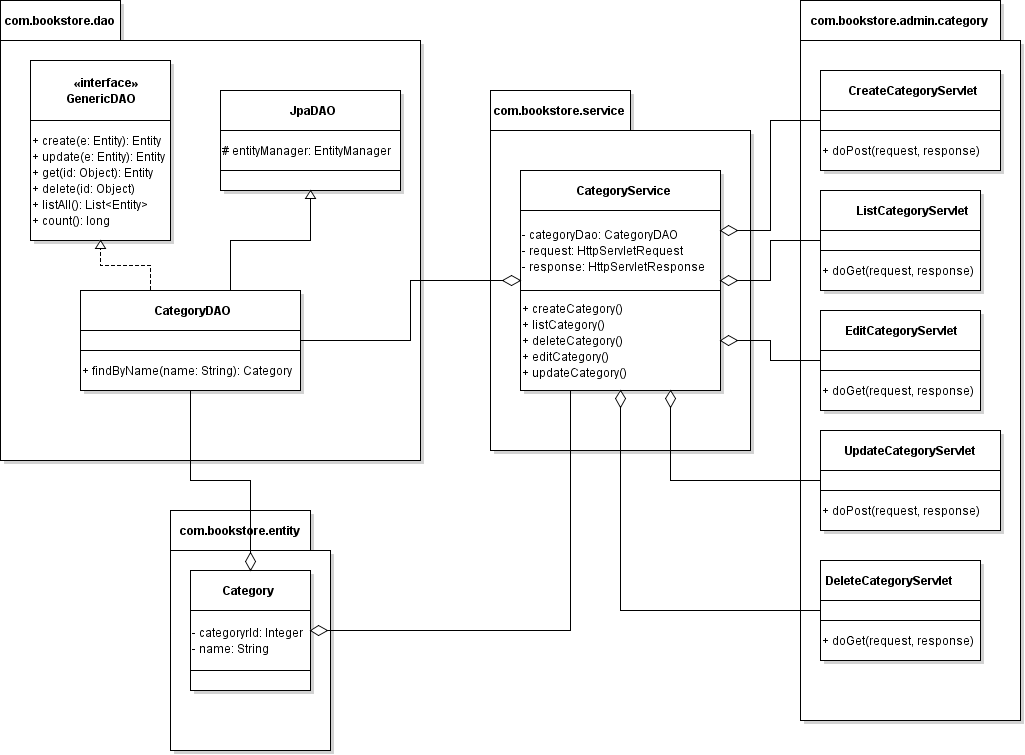 com.bookstore.dao
«interface»
GenericDAO
+ create(e: Entity): Entity
+ update(e: Entity): Entity
+ get(id: Object): Entity
+ delete(id: Object)
+ listAll(): List<Entity>
+ count(): long
JpaDAO
# entityManager: EntityManager
CategoryDAO
+ findByName(name: String): Category
com.bookstore.service
CategoryService
- categoryDao: CategoryDAO
- request: HttpServletRequest
- response: HttpServletResponse
+ createCategory()
+ listCategory()
+ deleteCategory()
+ editCategory()
+ updateCategory()
com.bookstore.entity
Category
- categoryrId: Integer
- name: String
com.bookstore.admin.category
CreateCategoryServlet
+ doPost(request, response)
ListCategoryServlet
+ doGet(request, response)
EditCategoryServlet
+ doGet(request, response)
UpdateCategoryServlet
+ doPost(request, response)
DeleteCategoryServlet
+ doGet(request, response)